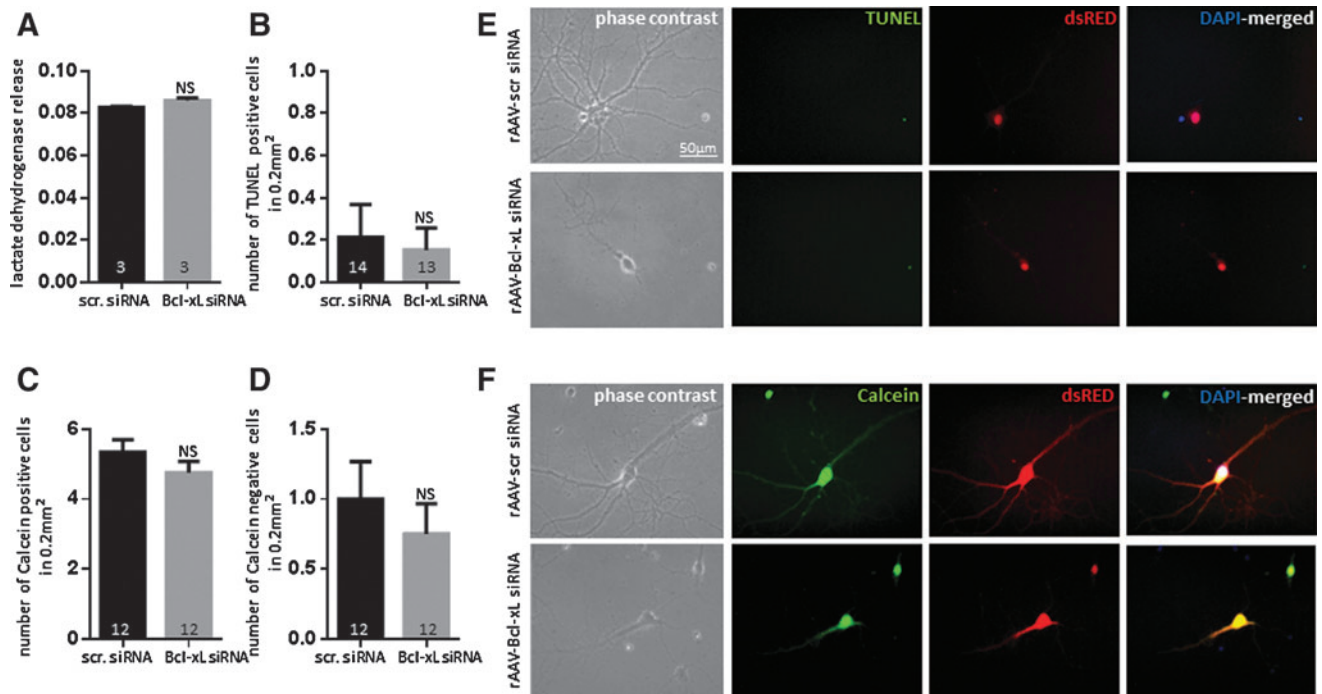 A
lactate dehydrogenase release
0.10
0.08
0.06
0.04
0.02
0.00
NS
3
3
scr. siRNA
Bcl-xL siRNA
B
number of TUNEL positive cells
in 0.2mm²
1.0
0.8
0.6
0.4
0.2
0.0
NS
14
13
scr. siRNA
Bcl-xL siRNA
E
phase contrast
TUNEL
dsRED
DAPI-merged
rAAV-scr siRNA
50µm
rAAV-Bcl-xL siRNA
C
number of Calcein positive cells
in 0.2mm²
6
4
2
0
NS
12
12
scr. siRNA
Bcl-xL siRNA
D
number of Calcein negative cells
in 0.2mm²
1.5
1.0
0.5
0.0
NS
12
12
scr. siRNA
Bcl-xL siRNA
F
phase contrast
Calcein
dsRED
DAPI-merged
rAAV-scr siRNA
rAAV-Bcl-xL siRNA